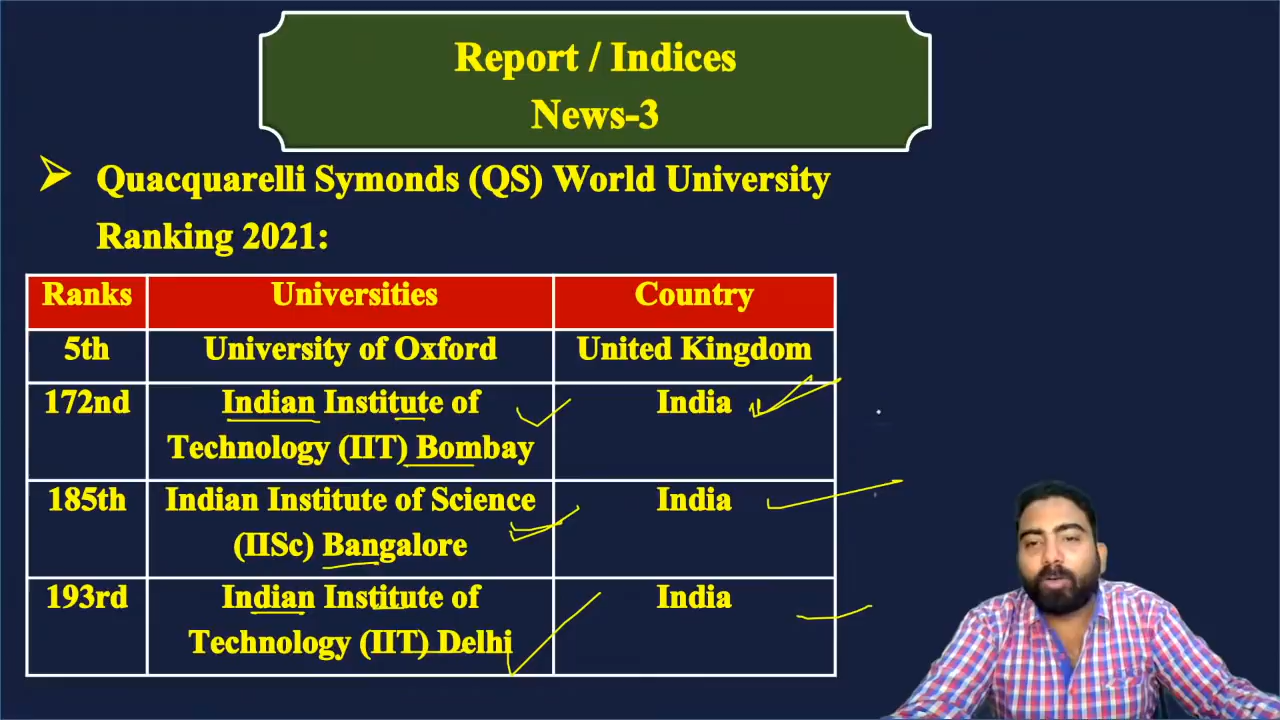 Report / Indices
News-3
Quacquarelli Symonds (QS) World University
Ranking 2021:
Ranks Universities Country
5th University of Oxford United Kingdom
172nd Indian Institute of India
Technology (IIT) Bombay
185th Indian Institute of Science India
(IISc) Bangalore
193rd Indian Institute of India
Technology (IIT) Delhi